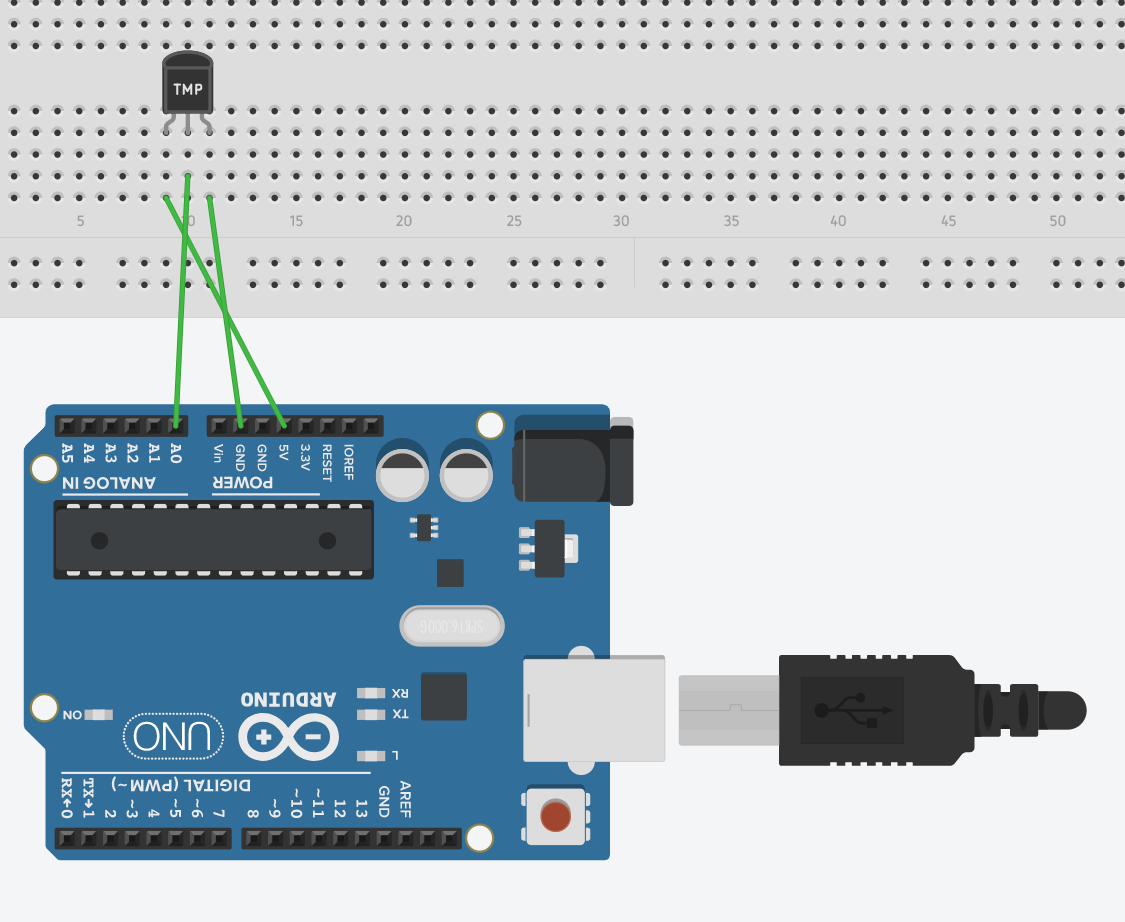 TMP
5 10 15 20 25 30 35 40 45 50
A5 A4 A3 A2 A1 A0 Vin GND GND 5V 3.3V RESET IOREF
ANALOG IN POWER
SPK16.000G
ARDUINO
RX
TX
ON
UNO
L
DIGITAL (PWM~)
RX←0 TX→1 2 ~3 4 ~5 ~6 7 8 ~9 ~10 ~11 12 13 GND AREF